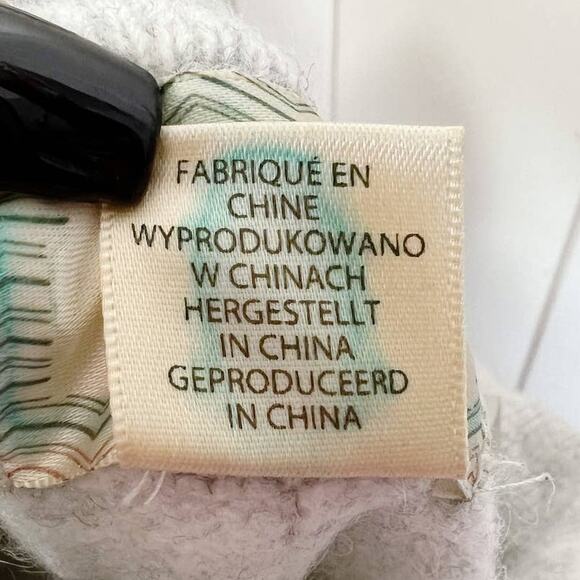 FABRIQUÉ EN
CHINE
WYPRODUKOWANO
W CHINACH
HERGESTELLT
IN CHINA
GEPRODUCEERD
IN CHINA